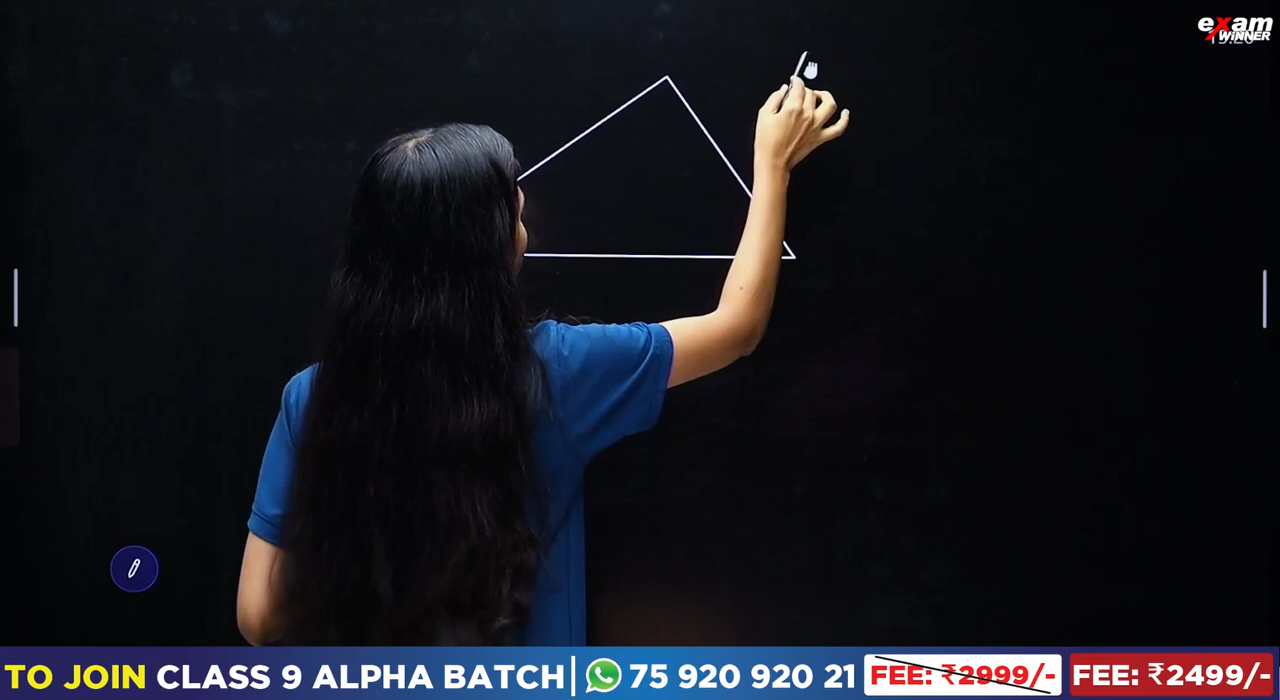 exam
WINNER
TO JOIN CLASS 9 ALPHA BATCH | 75 920 920 21 FEE: ₹2999/- FEE: ₹2499/-